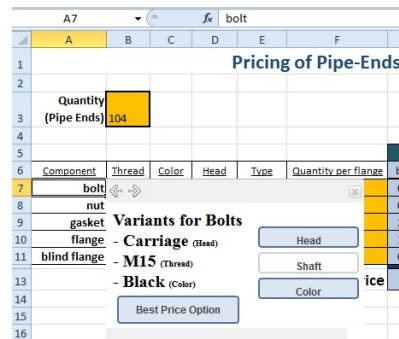 A7 fx bolt
A B C D E F
1 Pricing of Pipe-Ends
2
Quantity
3 (Pipe Ends) 104
4
5
6 Component Thread Color Head Type Quantity per flange
7 bolt
8 nut Variants for Bolts
9 gasket - Carriage (Head) Head
10 flange - M15 (Thread) Shaft
11 blind flange - Black (Color) Color
13 ice
14 Best Price Option
15
16